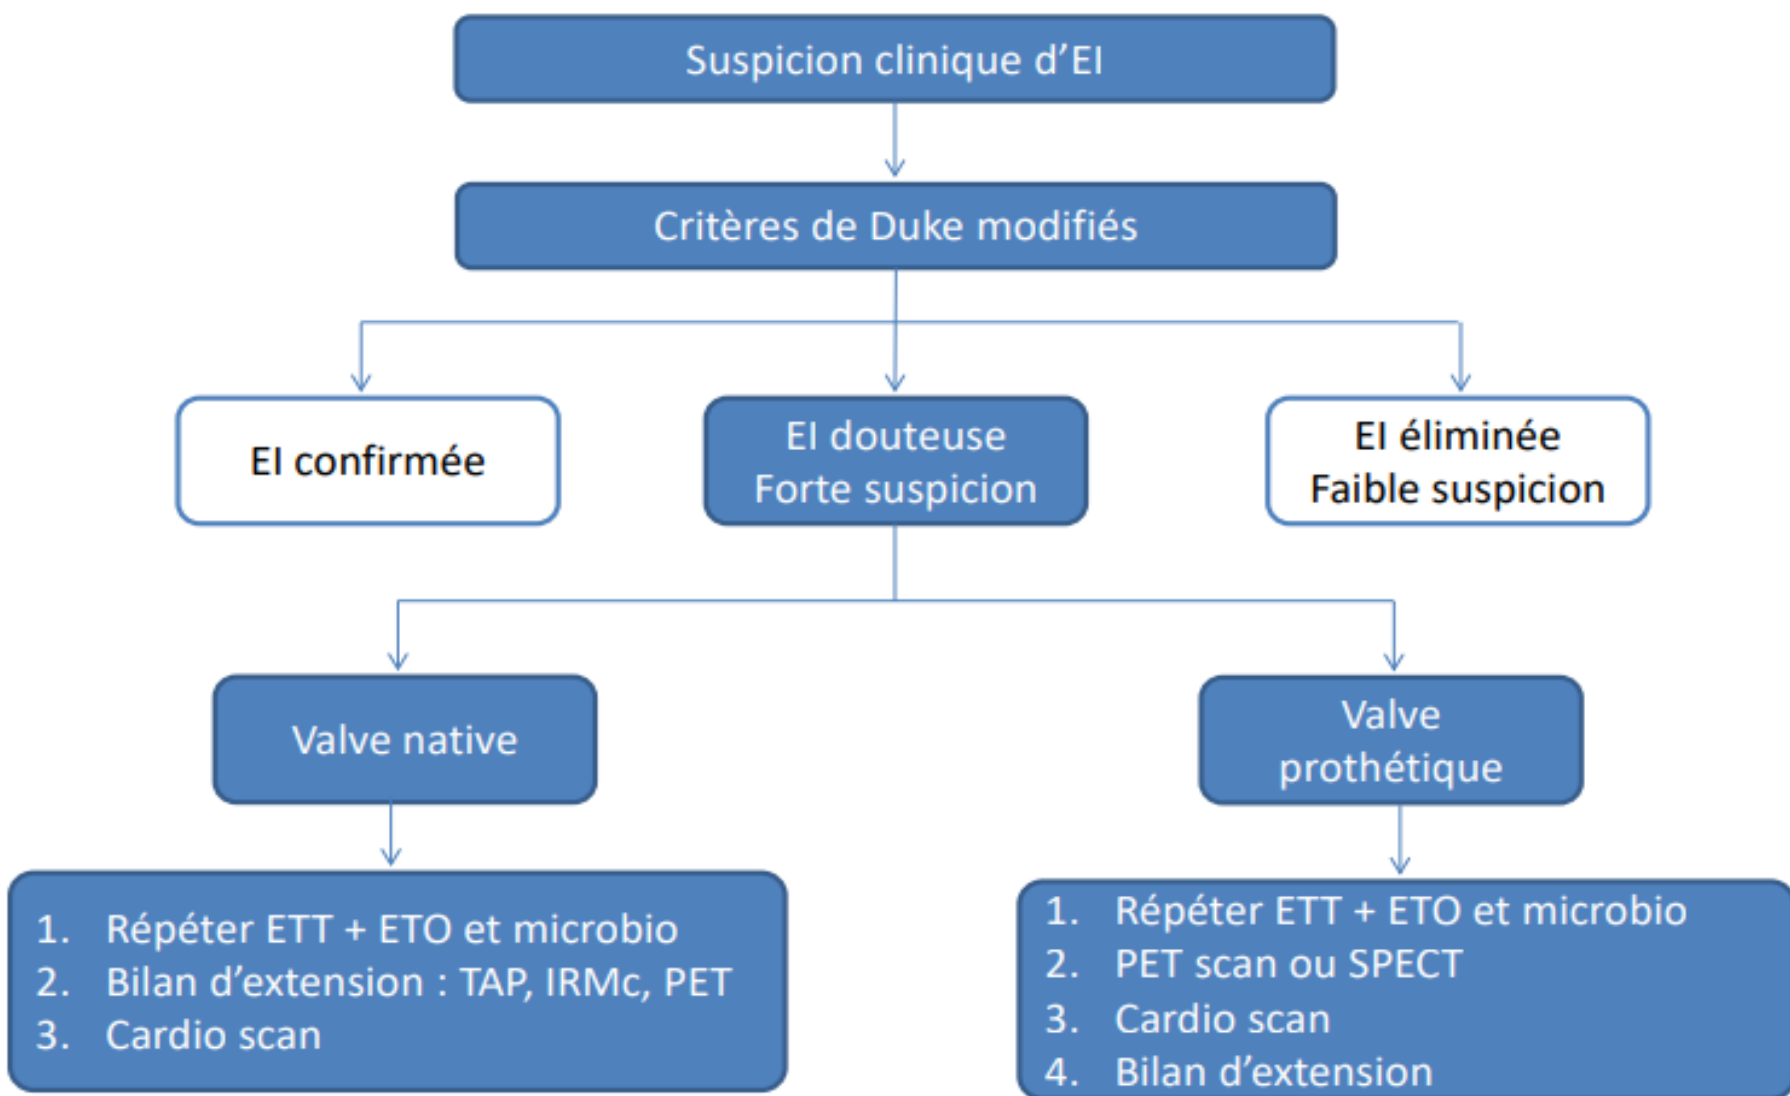 Suspicion clinique d’EI
Critères de Duke modifiés
EI confirmée
EI douteuse
Forte suspicion
EI éliminée
Faible suspicion
Valve native
Valve
prothétique
1. Répéter ETT + ETO et microbio
2. Bilan d’extension : TAP, IRMc, PET
3. Cardio scan
1. Répéter ETT + ETO et microbio
2. PET scan ou SPECT
3. Cardio scan
4. Bilan d’extension